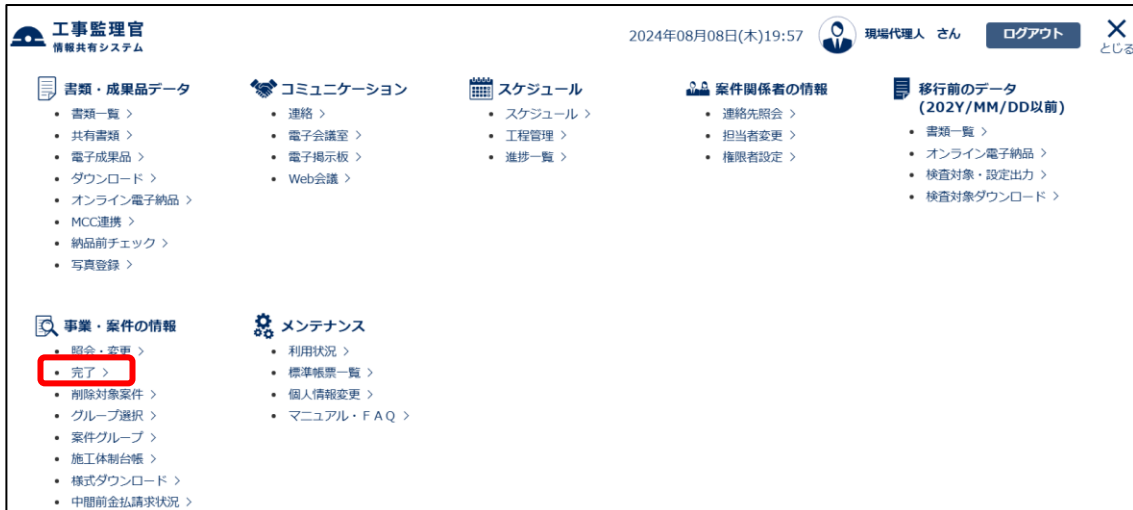 工事監理官
情報共有システム
2024年08月08日(木)19:57
現場代理人 さん
ログアウト
とじる
書類・成果品データ
書類一覧 >
共有書類 >
電子成果品 >
ダウンロード >
オンライン電子納品 >
MCC連携 >
納品前チェック >
写真登録 >
コミュニケーション
連絡 >
電子会議室 >
電子掲示板 >
Web会議 >
スケジュール
スケジュール >
工程管理 >
進捗一覧 >
案件関係者の情報
連絡先照会 >
担当者変更 >
権限者設定 >
移行前のデータ
(202Y/MM/DD以前)
書類一覧 >
オンライン電子納品 >
検査対象・設定出力 >
検査対象ダウンロード >
事業・案件の情報
照会・変更 >
完了 >
削除対象案件 >
グループ選択 >
案件グループ >
施工体制台帳 >
様式ダウンロード >
中間前金払請求状況 >
メンテナンス
利用状況 >
標準帳票一覧 >
個人情報変更 >
マニュアル・ＦＡＱ >